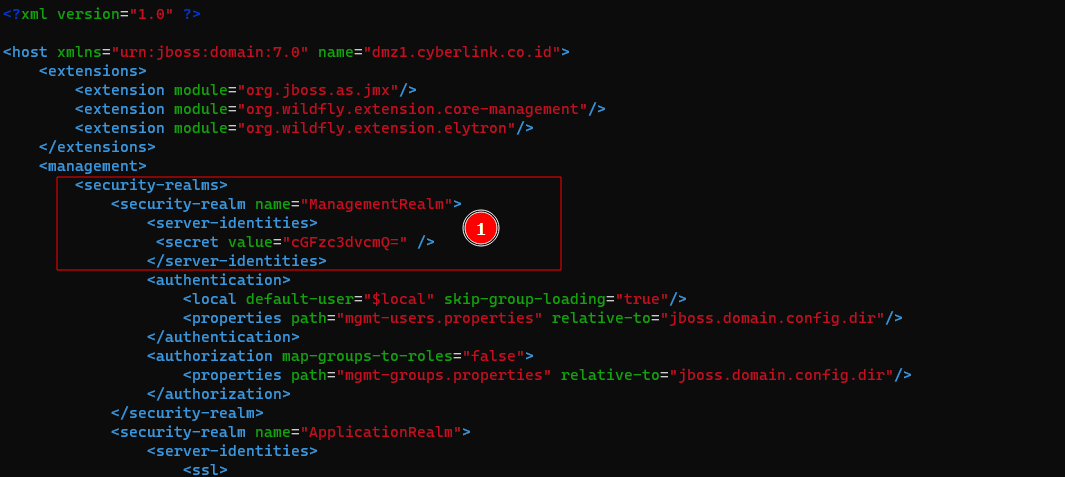 <?xml version="1.0" ?>
<host xmlns="urn:jboss:domain:7.0" name="dmz1.cyberlink.co.id">
<extensions>
<extension module="org.jboss.as.jmx"/>
<extension module="org.wildfly.extension.core-management"/>
<extension module="org.wildfly.extension.elytron"/>
</extensions>
<management>
<security-realms>
<security-realm name="ManagementRealm">
<server-identities>
1
<secret value="cGFzc3dvcmQ=" />
</server-identities>
<authentication>
<local default-user="$local" skip-group-loading="true"/>
<properties path="mgmt-users.properties" relative-to="jboss.domain.config.dir"/>
</authentication>
<authorization map-groups-to-roles="false">
<properties path="mgmt-groups.properties" relative-to="jboss.domain.config.dir"/>
</authorization>
</security-realm>
<security-realm name="ApplicationRealm">
<server-identities>
<ssl>